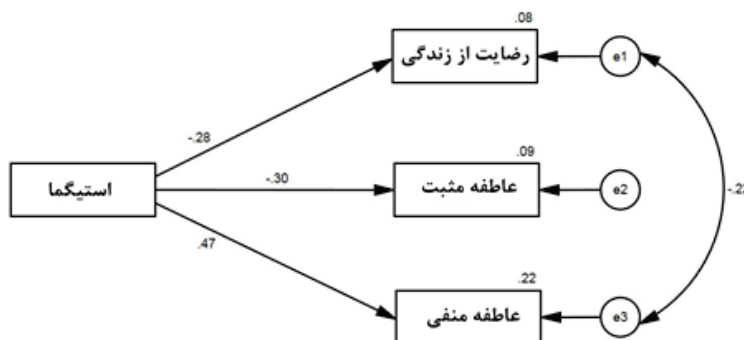 .08
رضایت از زندگی
e1
-.28
.09
استیگما
-.30
عاطفه مثبت
e2
-.22
.47
.22
عاطفه منفی
e3